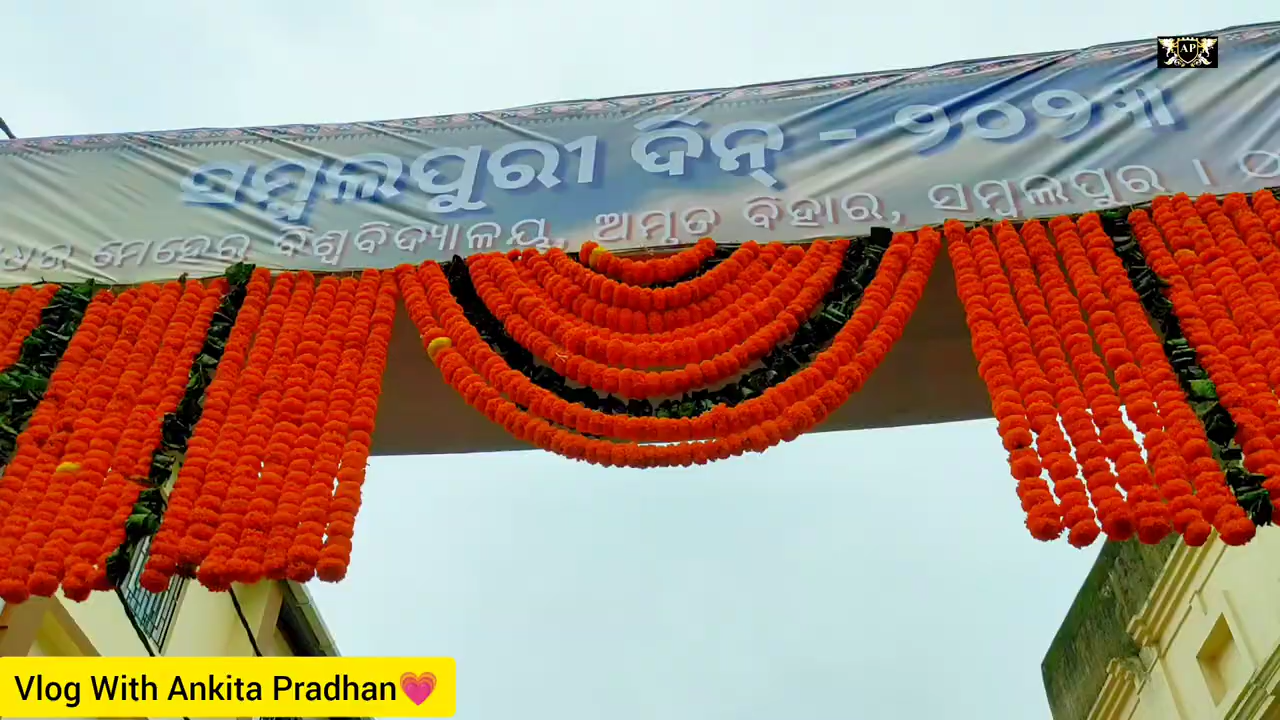 AP
ସମ୍ବଲପୁରୀ ଦିନ୍ - ୨୦୨୩
ମେହେର ବିଶ୍ୱବିଦ୍ୟାଳୟ, ଅମୃତ ବିହାର, ସମ୍ବଲପୁର ।
Vlog With Ankita Pradhan💗